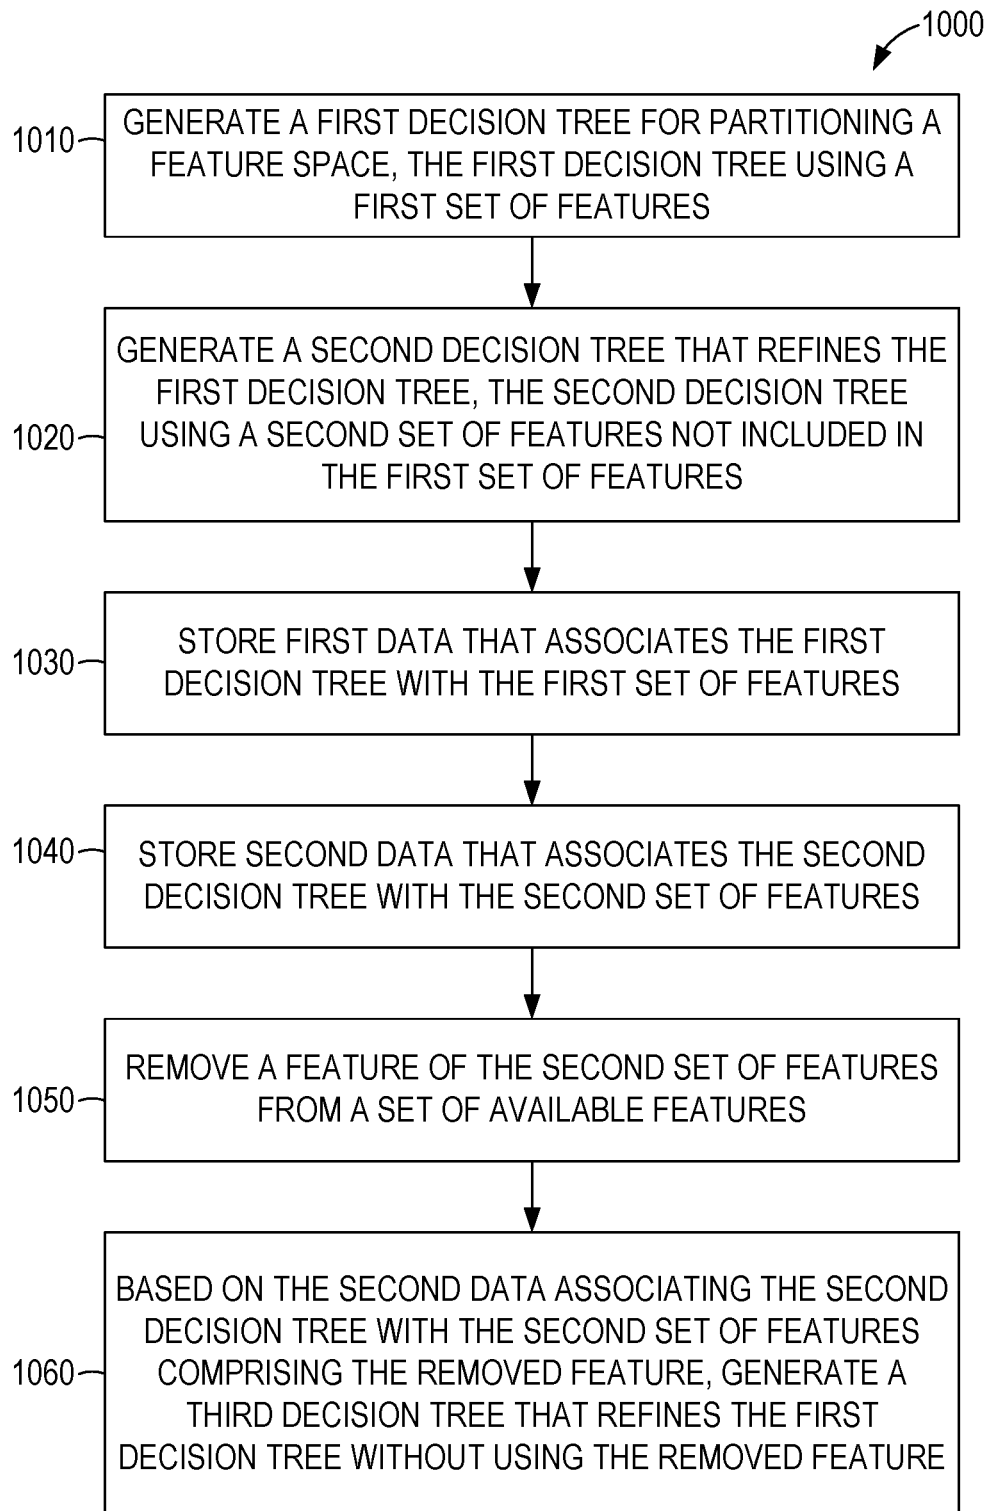 1000
1010
GENERATE A FIRST DECISION TREE FOR PARTITIONING A
FEATURE SPACE, THE FIRST DECISION TREE USING A
FIRST SET OF FEATURES
1020
GENERATE A SECOND DECISION TREE THAT REFINES THE
FIRST DECISION TREE, THE SECOND DECISION TREE
USING A SECOND SET OF FEATURES NOT INCLUDED IN
THE FIRST SET OF FEATURES
1030
STORE FIRST DATA THAT ASSOCIATES THE FIRST
DECISION TREE WITH THE FIRST SET OF FEATURES
1040
STORE SECOND DATA THAT ASSOCIATES THE SECOND
DECISION TREE WITH THE SECOND SET OF FEATURES
1050
REMOVE A FEATURE OF THE SECOND SET OF FEATURES
FROM A SET OF AVAILABLE FEATURES
1060
BASED ON THE SECOND DATA ASSOCIATING THE SECOND
DECISION TREE WITH THE SECOND SET OF FEATURES
COMPRISING THE REMOVED FEATURE, GENERATE A
THIRD DECISION TREE THAT REFINES THE FIRST
DECISION TREE WITHOUT USING THE REMOVED FEATURE